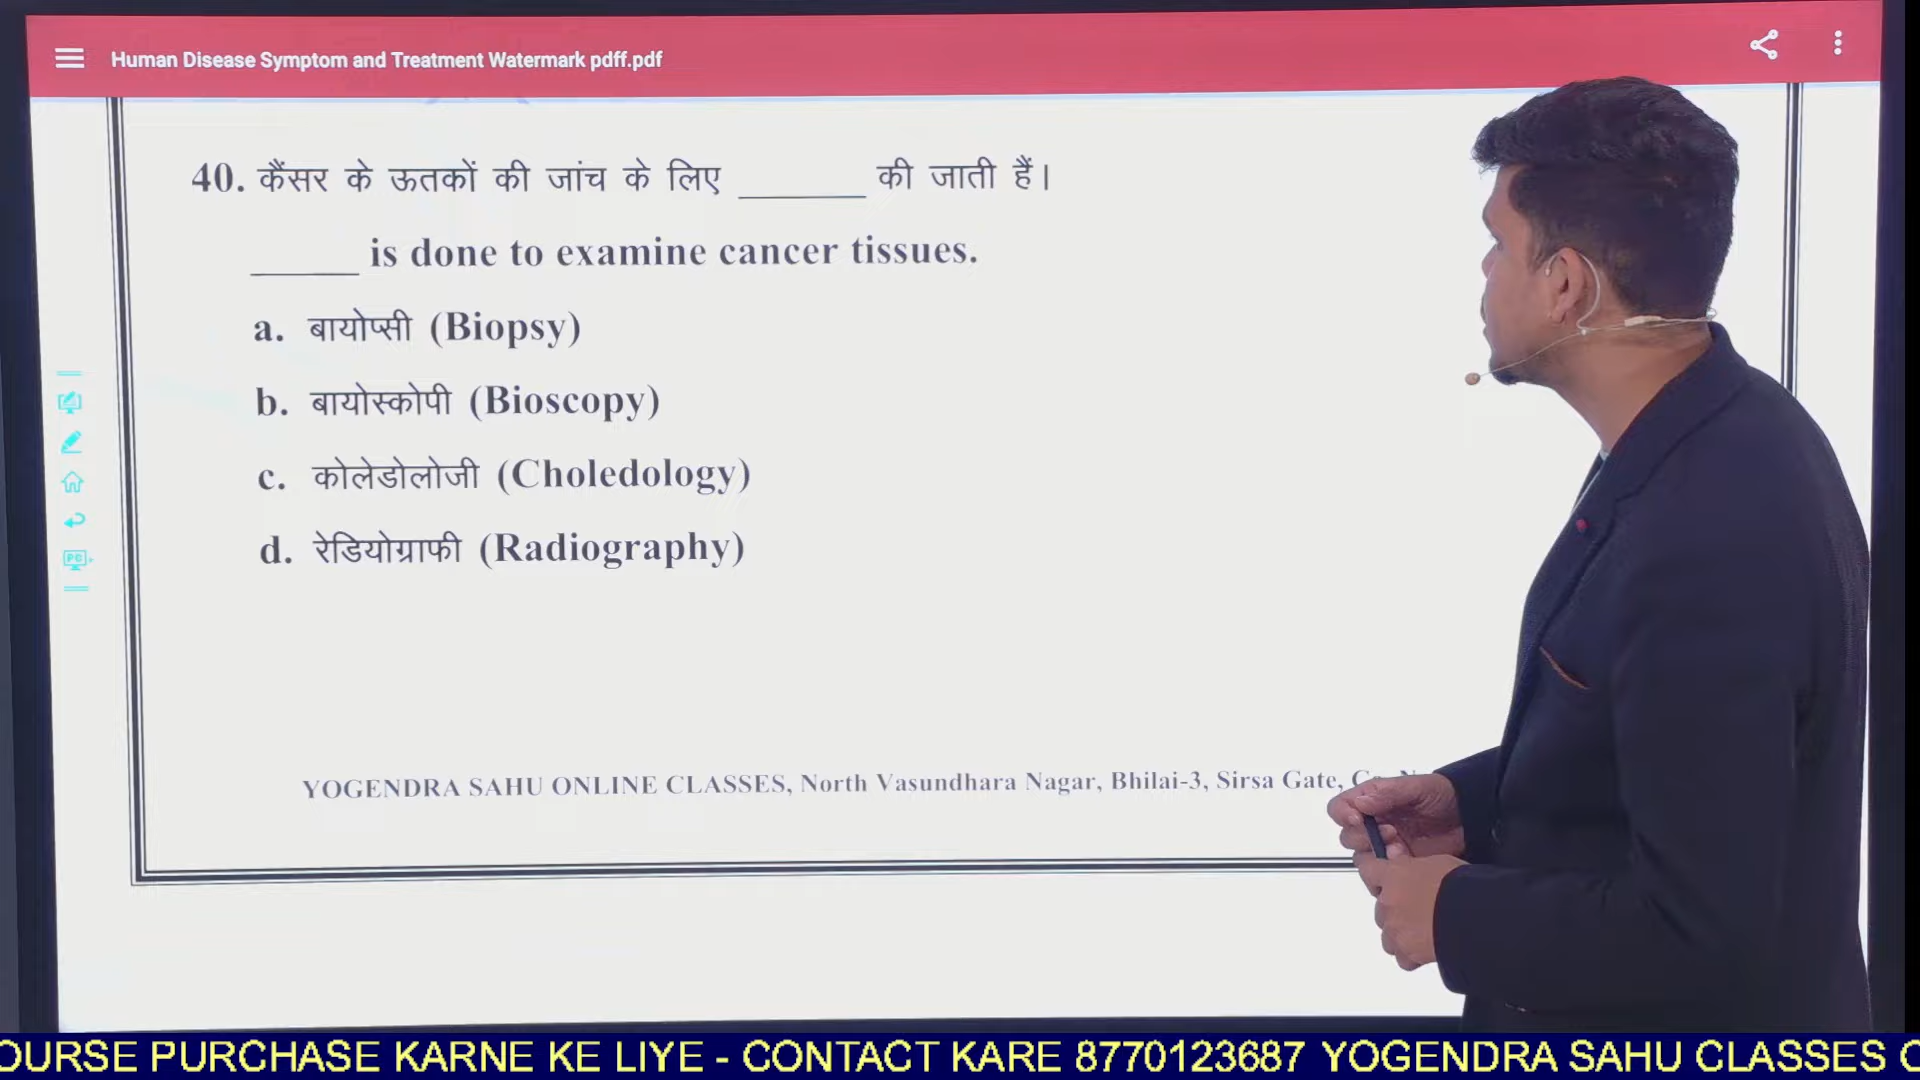 Human Disease Symptom and Treatment Watermark pdff.pdf
40. कैंसर के ऊतकों की जांच के लिए _______ की जाती हैं।
______ is done to examine cancer tissues.
a. बायोप्सी (Biopsy)
b. बायोस्कोपी (Bioscopy)
c. कोलेडोलोजी (Choledology)
d. रेडियोग्राफी (Radiography)
PC
YOGENDRA SAHU ONLINE CLASSES, North Vasundhara Nagar, Bhilai-3, Sirsa Gate,
OURSE PURCHASE KARNE KE LIYE - CONTACT KARE 8770123687 YOGENDRA SAHU CLASSES